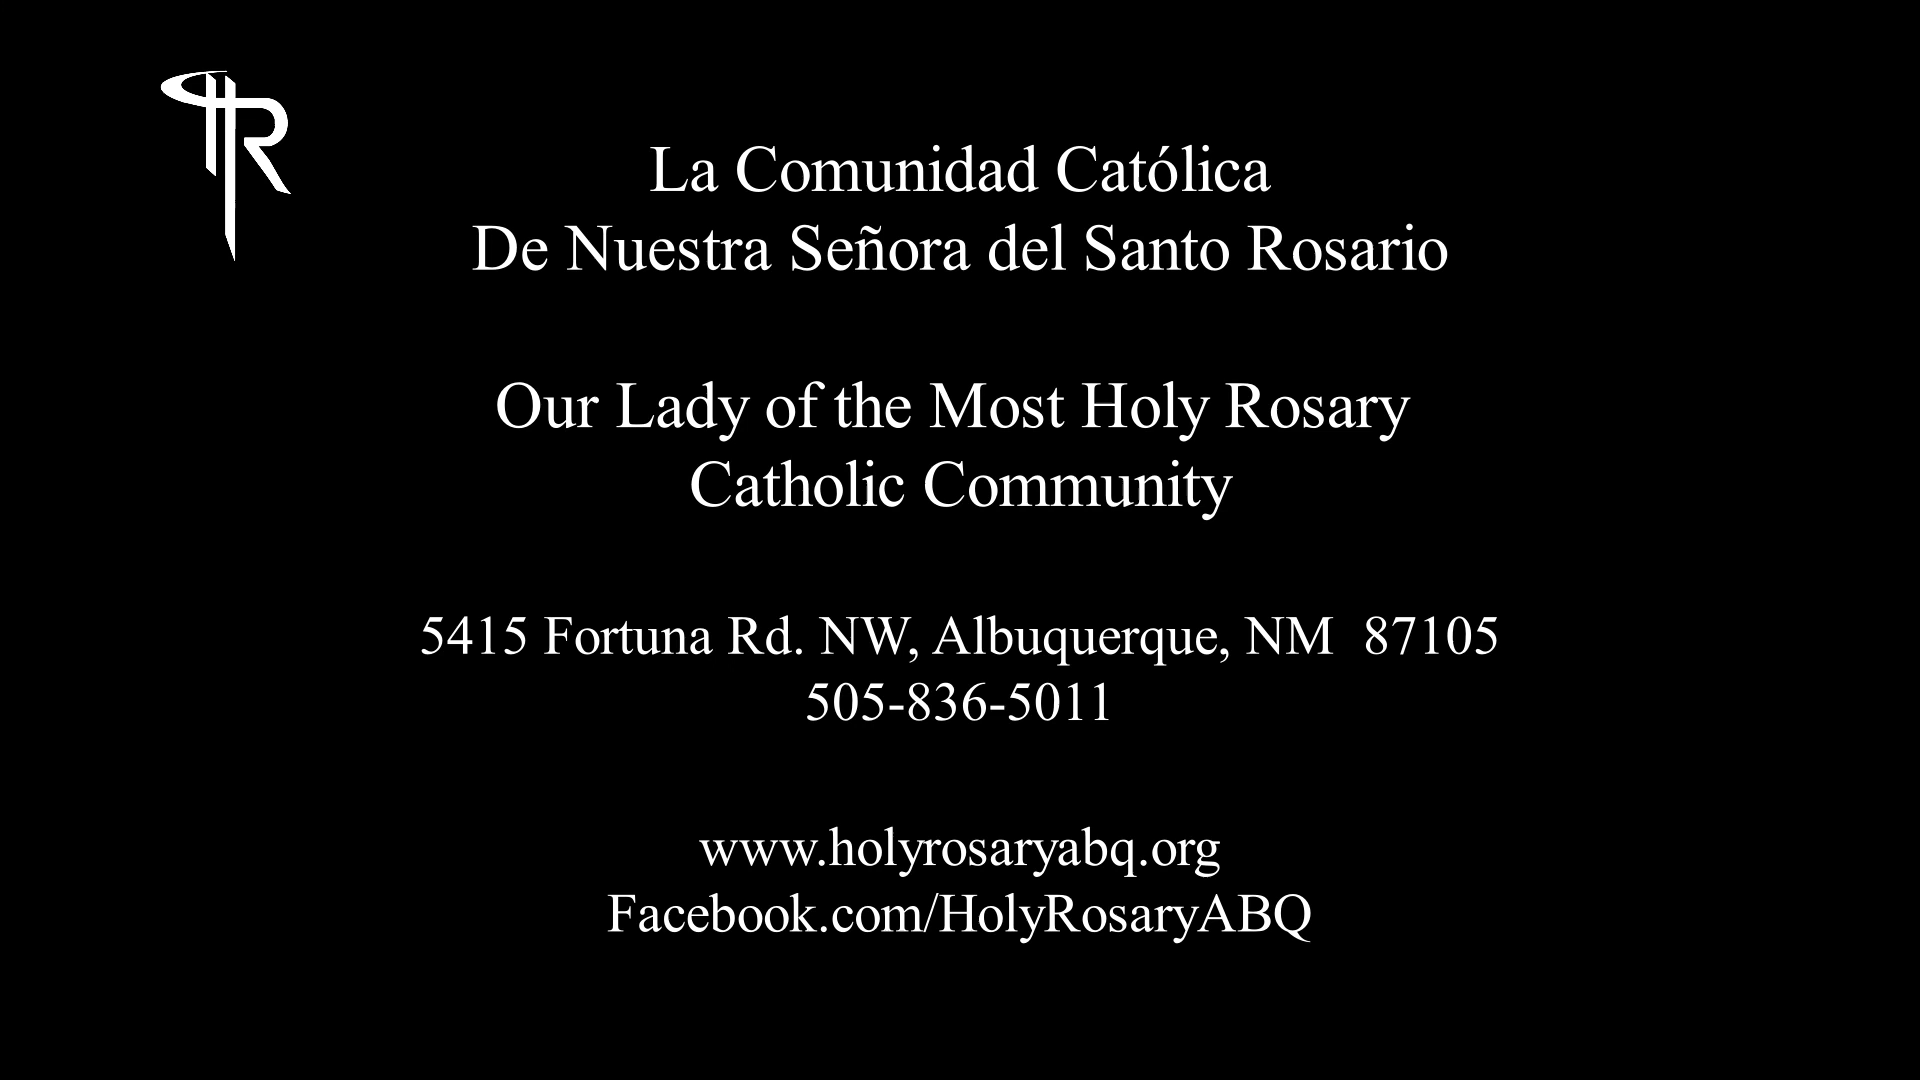 La Comunidad Católica
De Nuestra Señora del Santo Rosario
Our Lady of the Most Holy Rosary
Catholic Community
5415 Fortuna Rd. NW, Albuquerque, NM  87105
505-836-5011
www.holyrosaryabq.org
Facebook.com/HolyRosaryABQ